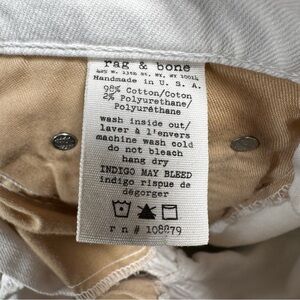 rag & bone
425 W. 13th St. NY, NY 10014
Handmade in U. S. A.
98% Cotton/Coton
2% Polyurethane/
Polyuréthane
wash inside out/
laver à l'envers
machine wash cold
do not bleach
hang dry
INDIGO MAY BLEED
indigo risque de
dégorger
r n # 108879